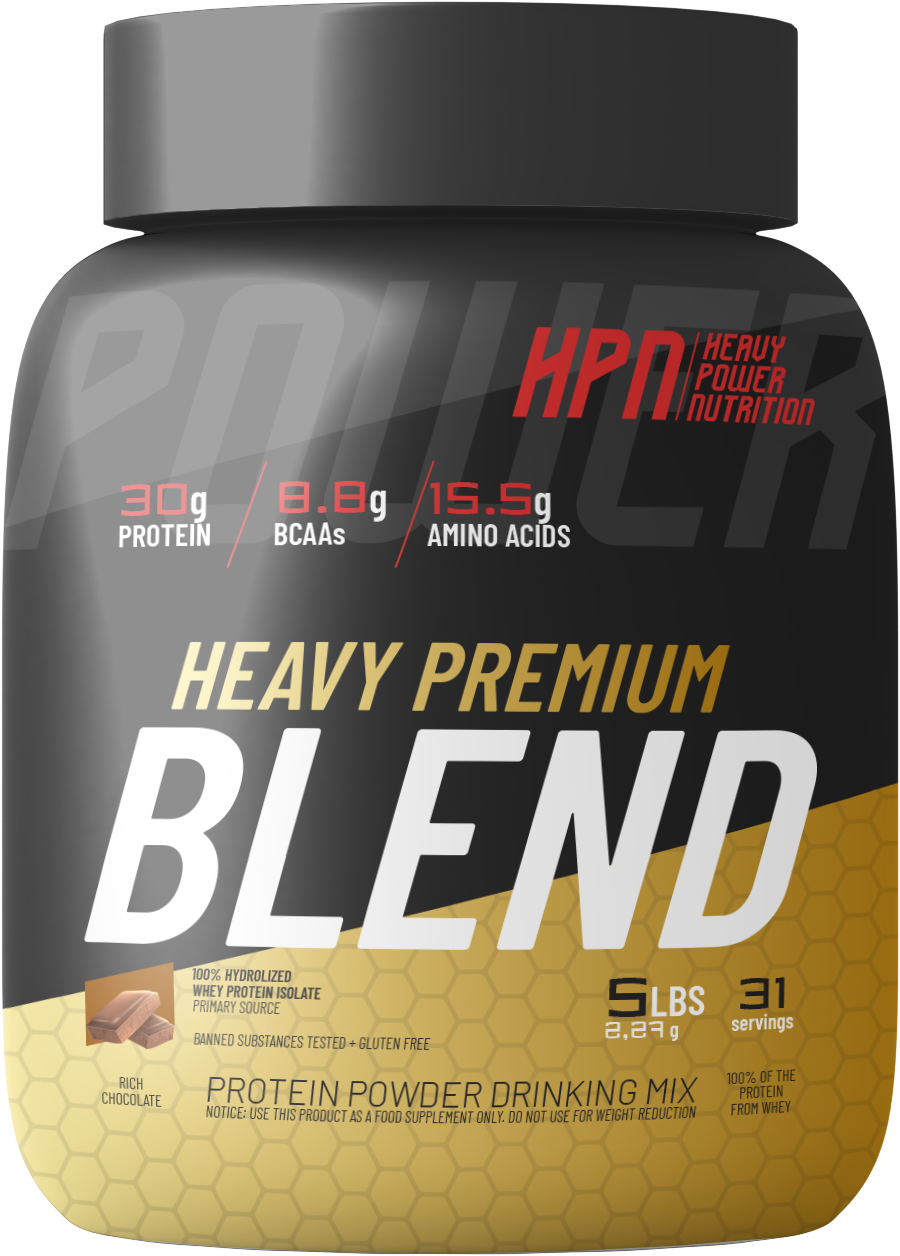 POWER
HPN
HEAVY
POWER
NUTRITION
30g
PROTEIN
8.8g
BCAAs
15.5g
AMINO ACIDS
HEAVY PREMIUM
BLEND
100% HYDROLIZED
WHEY PROTEIN ISOLATE
PRIMARY SOURCE
BANNED SUBSTANCES TESTED + GLUTEN FREE
5LBS
2,27 g
31
servings
RICH
CHOCOLATE
PROTEIN POWDER DRINKING MIX
NOTICE: USE THIS PRODUCT AS A FOOD SUPPLEMENT ONLY. DO NOT USE FOR WEIGHT REDUCTION
100% OF THE
PROTEIN
FROM WHEY